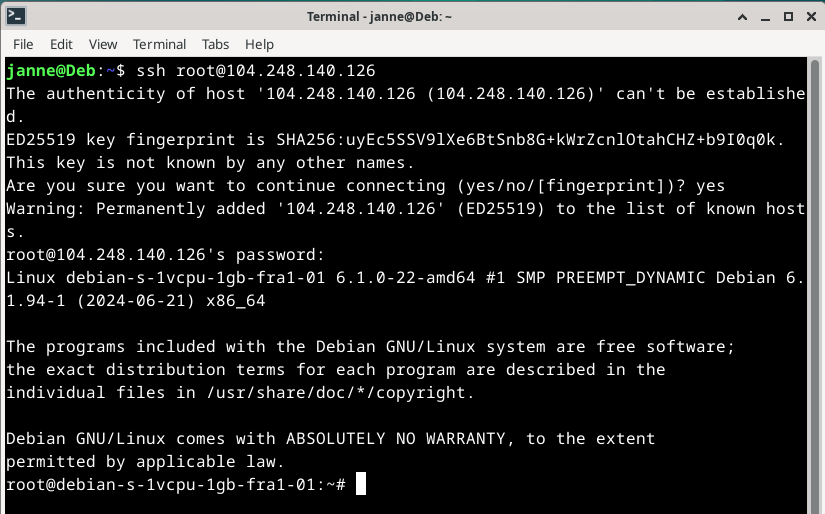 Terminal - janne@Deb: ~
File Edit View Terminal Tabs Help
janne@Deb:~$ ssh root@104.248.140.126
The authenticity of host '104.248.140.126 (104.248.140.126)' can't be establishe
d.
ED25519 key fingerprint is SHA256:uyEc5SSV9lXe6BtSnb8G+kWrZcnlOtahCHZ+b9I0q0k.
This key is not known by any other names.
Are you sure you want to continue connecting (yes/no/[fingerprint])? yes
Warning: Permanently added '104.248.140.126' (ED25519) to the list of known host
s.
root@104.248.140.126's password:
Linux debian-s-1vcpu-1gb-fra1-01 6.1.0-22-amd64 #1 SMP PREEMPT_DYNAMIC Debian 6.
1.94-1 (2024-06-21) x86_64
The programs included with the Debian GNU/Linux system are free software;
the exact distribution terms for each program are described in the
individual files in /usr/share/doc/*/copyright.
Debian GNU/Linux comes with ABSOLUTELY NO WARRANTY, to the extent
permitted by applicable law.
root@debian-s-1vcpu-1gb-fra1-01:~#